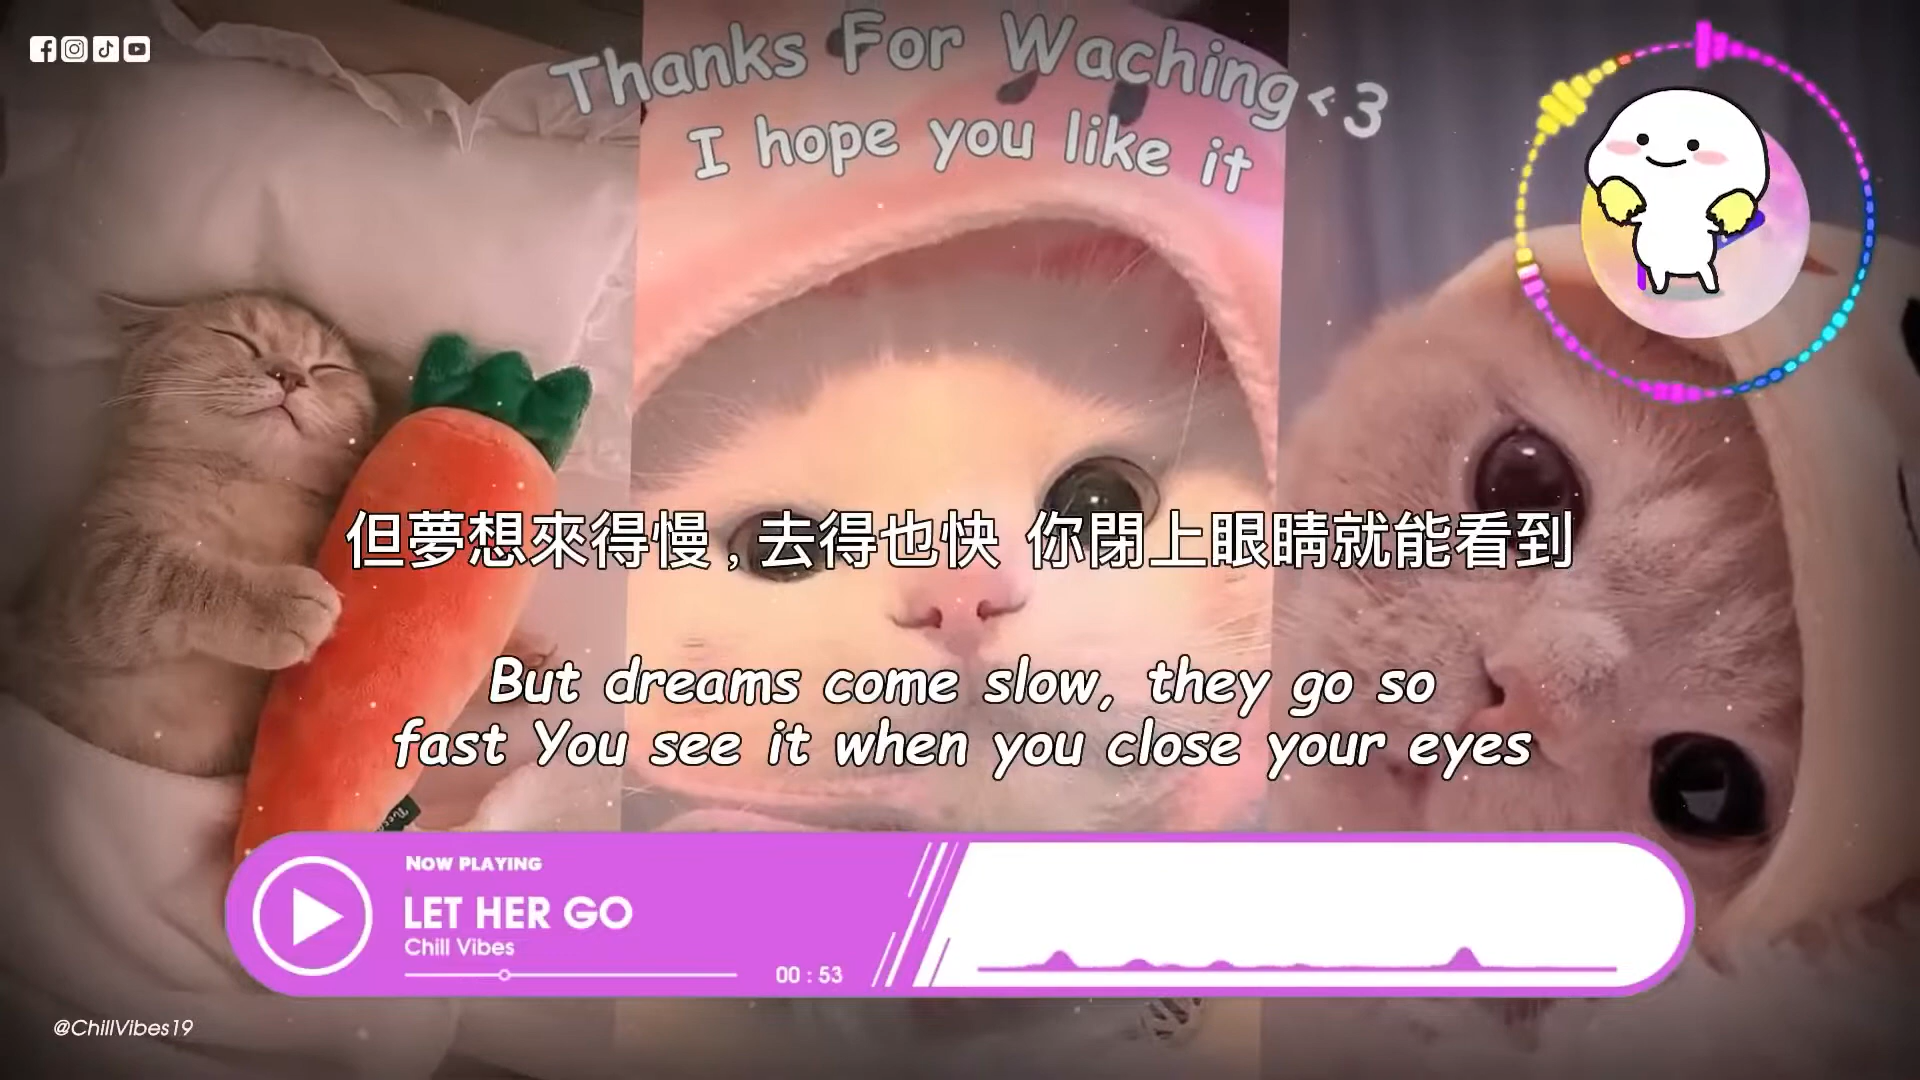 Thanks For Waching<3
I hope you like it
但夢想來得慢,去得也快 你閉上眼睛就能看到
But dreams come slow, they go so
fast You see it when you close your eyes
NOW PLAYING
LET HER GO
Chill Vibes
00 : 53
@ChillVibes19